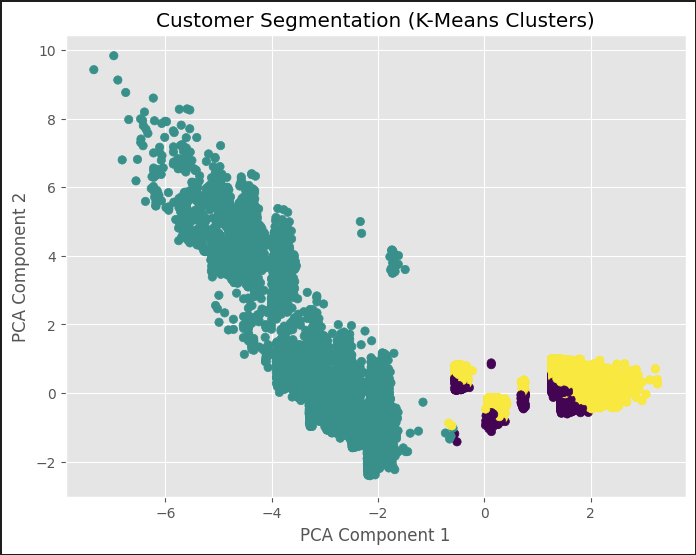 Customer Segmentation (K-Means Clusters)
10
8
6
4
2
0
−2
PCA Component 2
−6 −4 −2 0 2
PCA Component 1